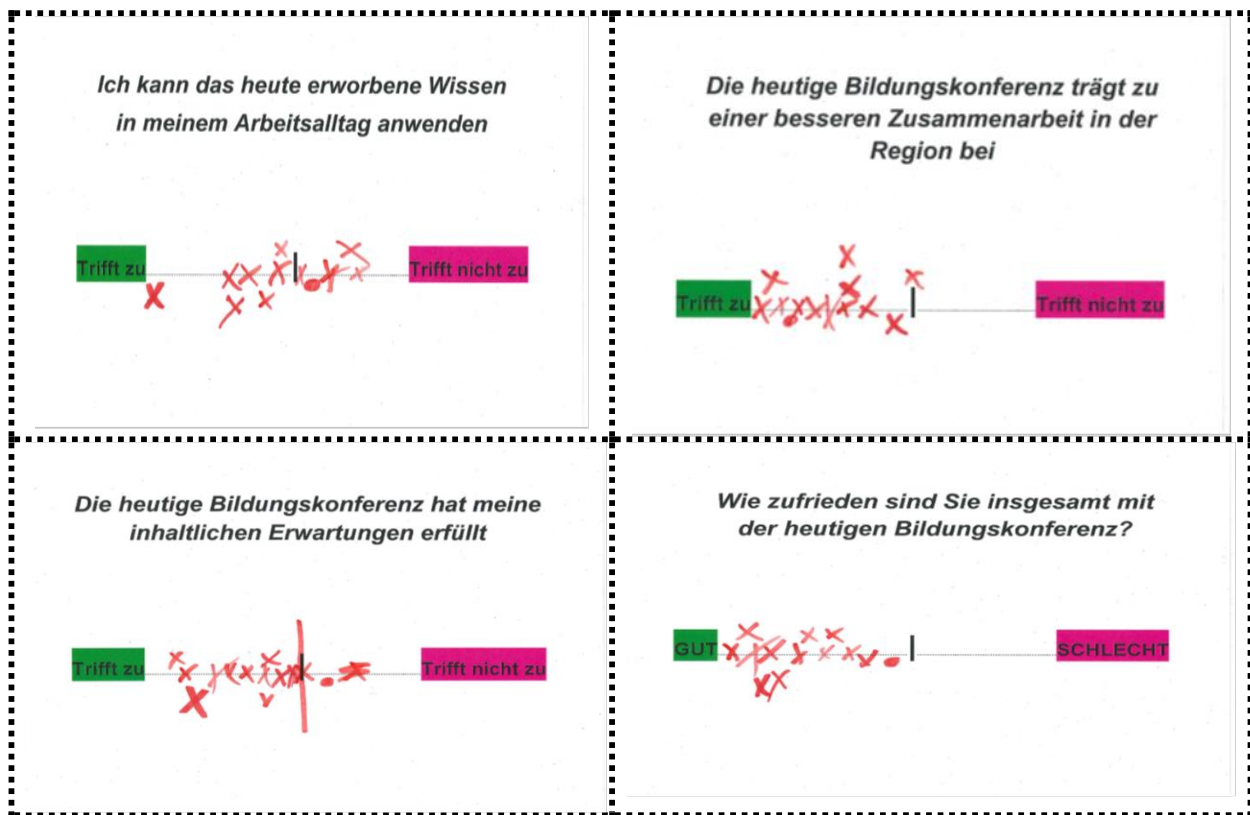 Ich kann das heute erworbene Wissen
in meinem Arbeitsalltag anwenden
Trifft zu
Trifft nicht zu
Die heutige Bildungskonferenz trägt zu
einer besseren Zusammenarbeit in der
Region bei
Trifft zu
Trifft nicht zu
Die heutige Bildungskonferenz hat meine
inhaltlichen Erwartungen erfüllt
Trifft zu
Trifft nicht zu
Wie zufrieden sind Sie insgesamt mit
der heutigen Bildungskonferenz?
GUT
SCHLECHT